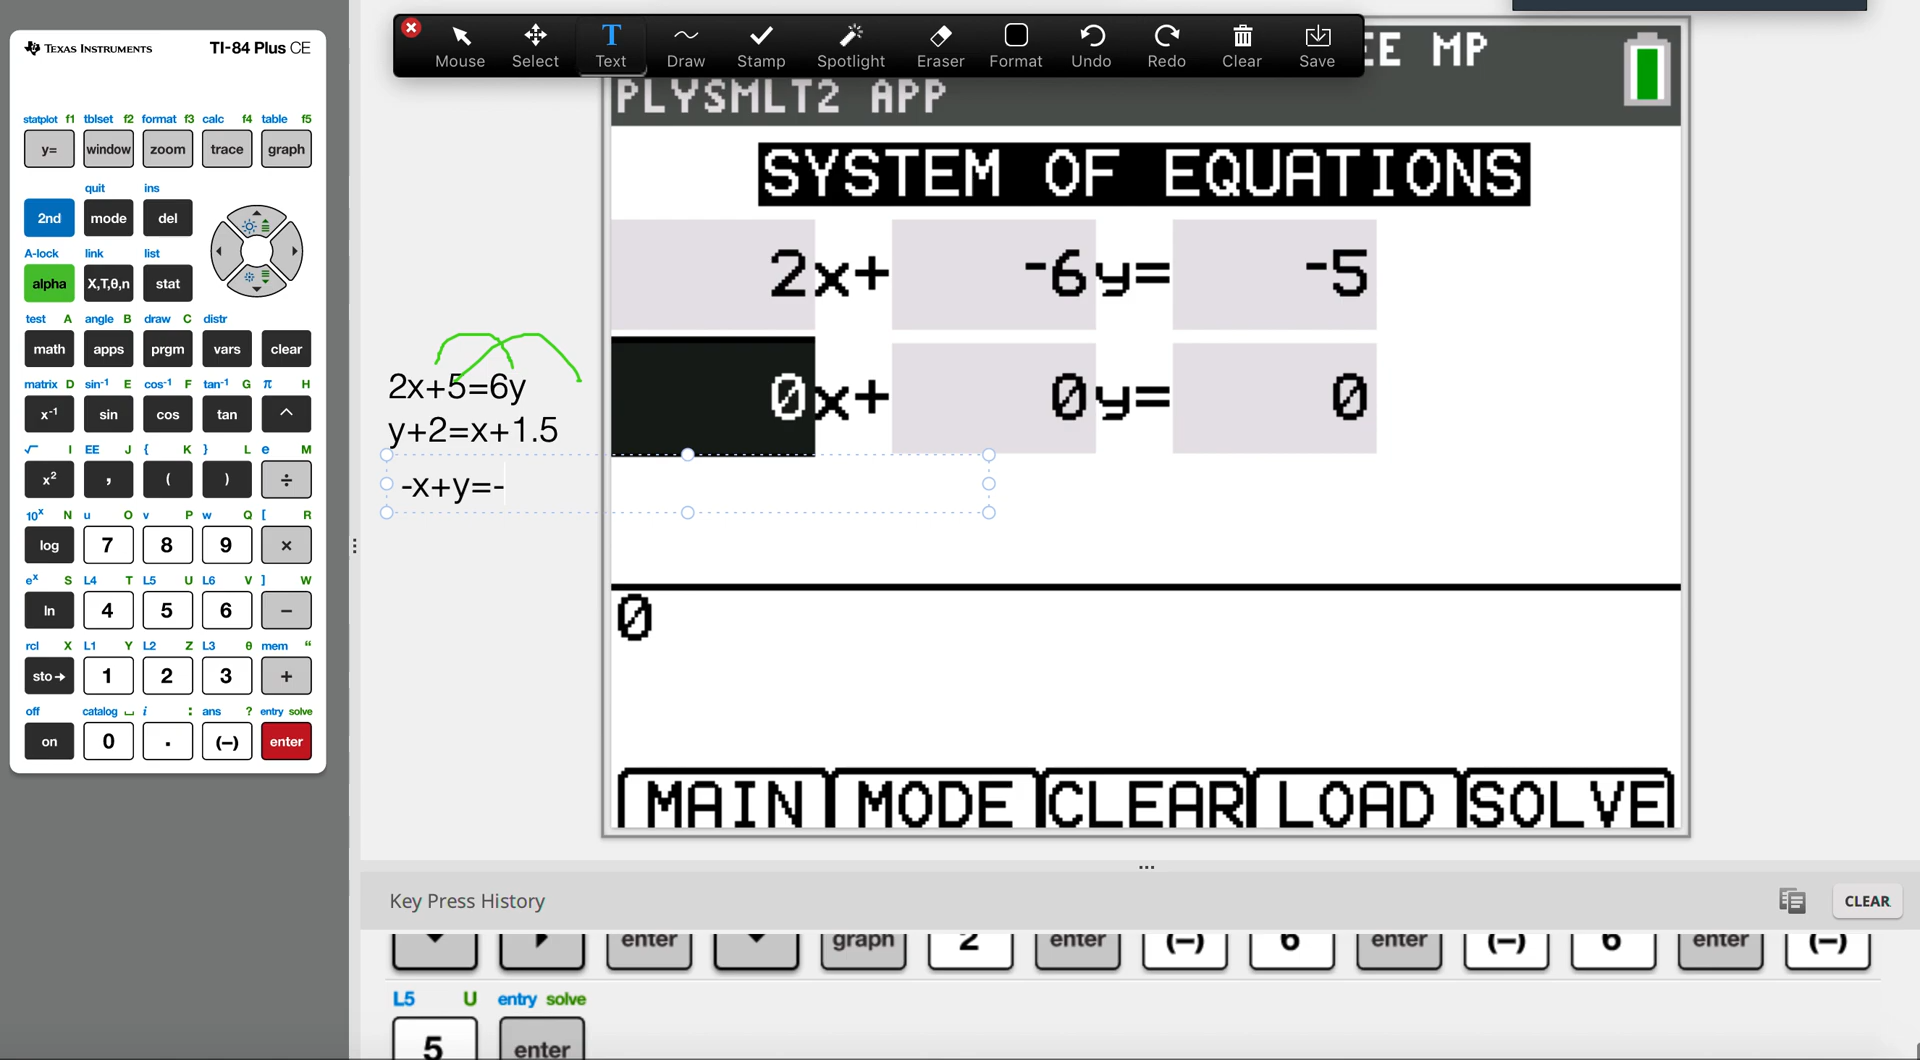 TEXAS INSTRUMENTS TI-84 Plus CE
statplot f1 tblset f2 format f3 calc f4 table f5
y= window zoom trace graph
quit ins
2nd mode del
A-lock link list
alpha X,T,θ,n stat
test A angle B draw C distr
math apps prgm vars clear
matrix D sin⁻¹ E cos⁻¹ F tan⁻¹ G π H
x⁻¹ sin cos tan ^
√ I EE J { K } L e M
x² , ( ) ÷
10ˣ N u O v P w Q [ R
log 7 8 9 ×
eˣ S L4 T L5 U L6 V ] W
ln 4 5 6 −
rcl X L1 Y L2 Z L3 θ mem “
sto→ 1 2 3 +
off catalog ⎵ i : ans ? entry solve
on 0 . (–) enter
Mouse Select Text Draw Stamp Spotlight Eraser Format Undo Redo Clear Save
MP
PLYSMLT2 APP
SYSTEM OF EQUATIONS
2x+ -6y= -5
0x+ 0y= 0
2x+5=6y
y+2=x+1.5
-x+y=-
0
MAIN MODE CLEAR LOAD SOLVE
Key Press History
CLEAR
enter graph 2 enter (–) 6 enter (–) 6 enter (–)
L5 U entry solve
5 enter